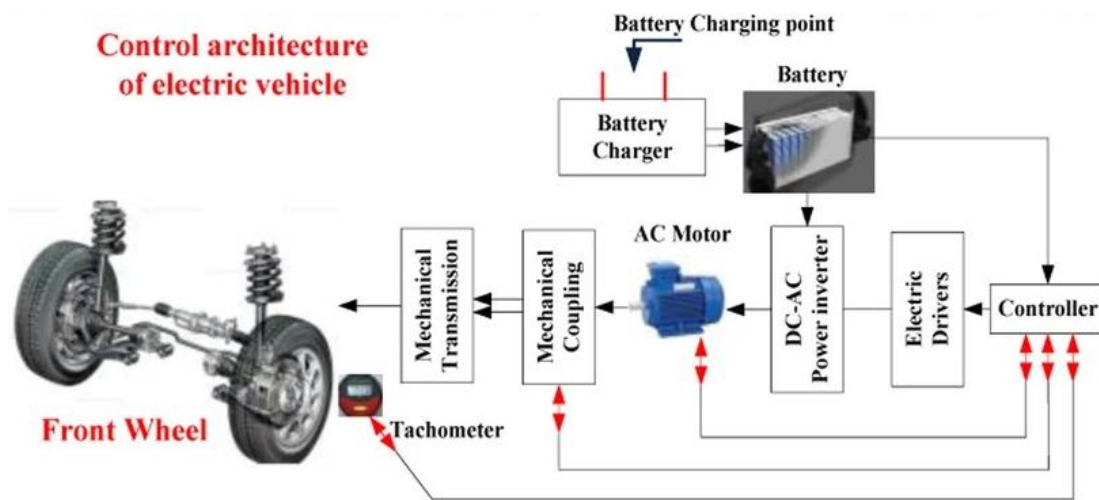 Control architecture
of electric vehicle
Battery Charging point
Battery
Battery
Charger
AC Motor
Mechanical
Transmission
Mechanical
Coupling
DC-AC
Power inverter
Electric
Drivers
Controller
Tachometer
Front Wheel